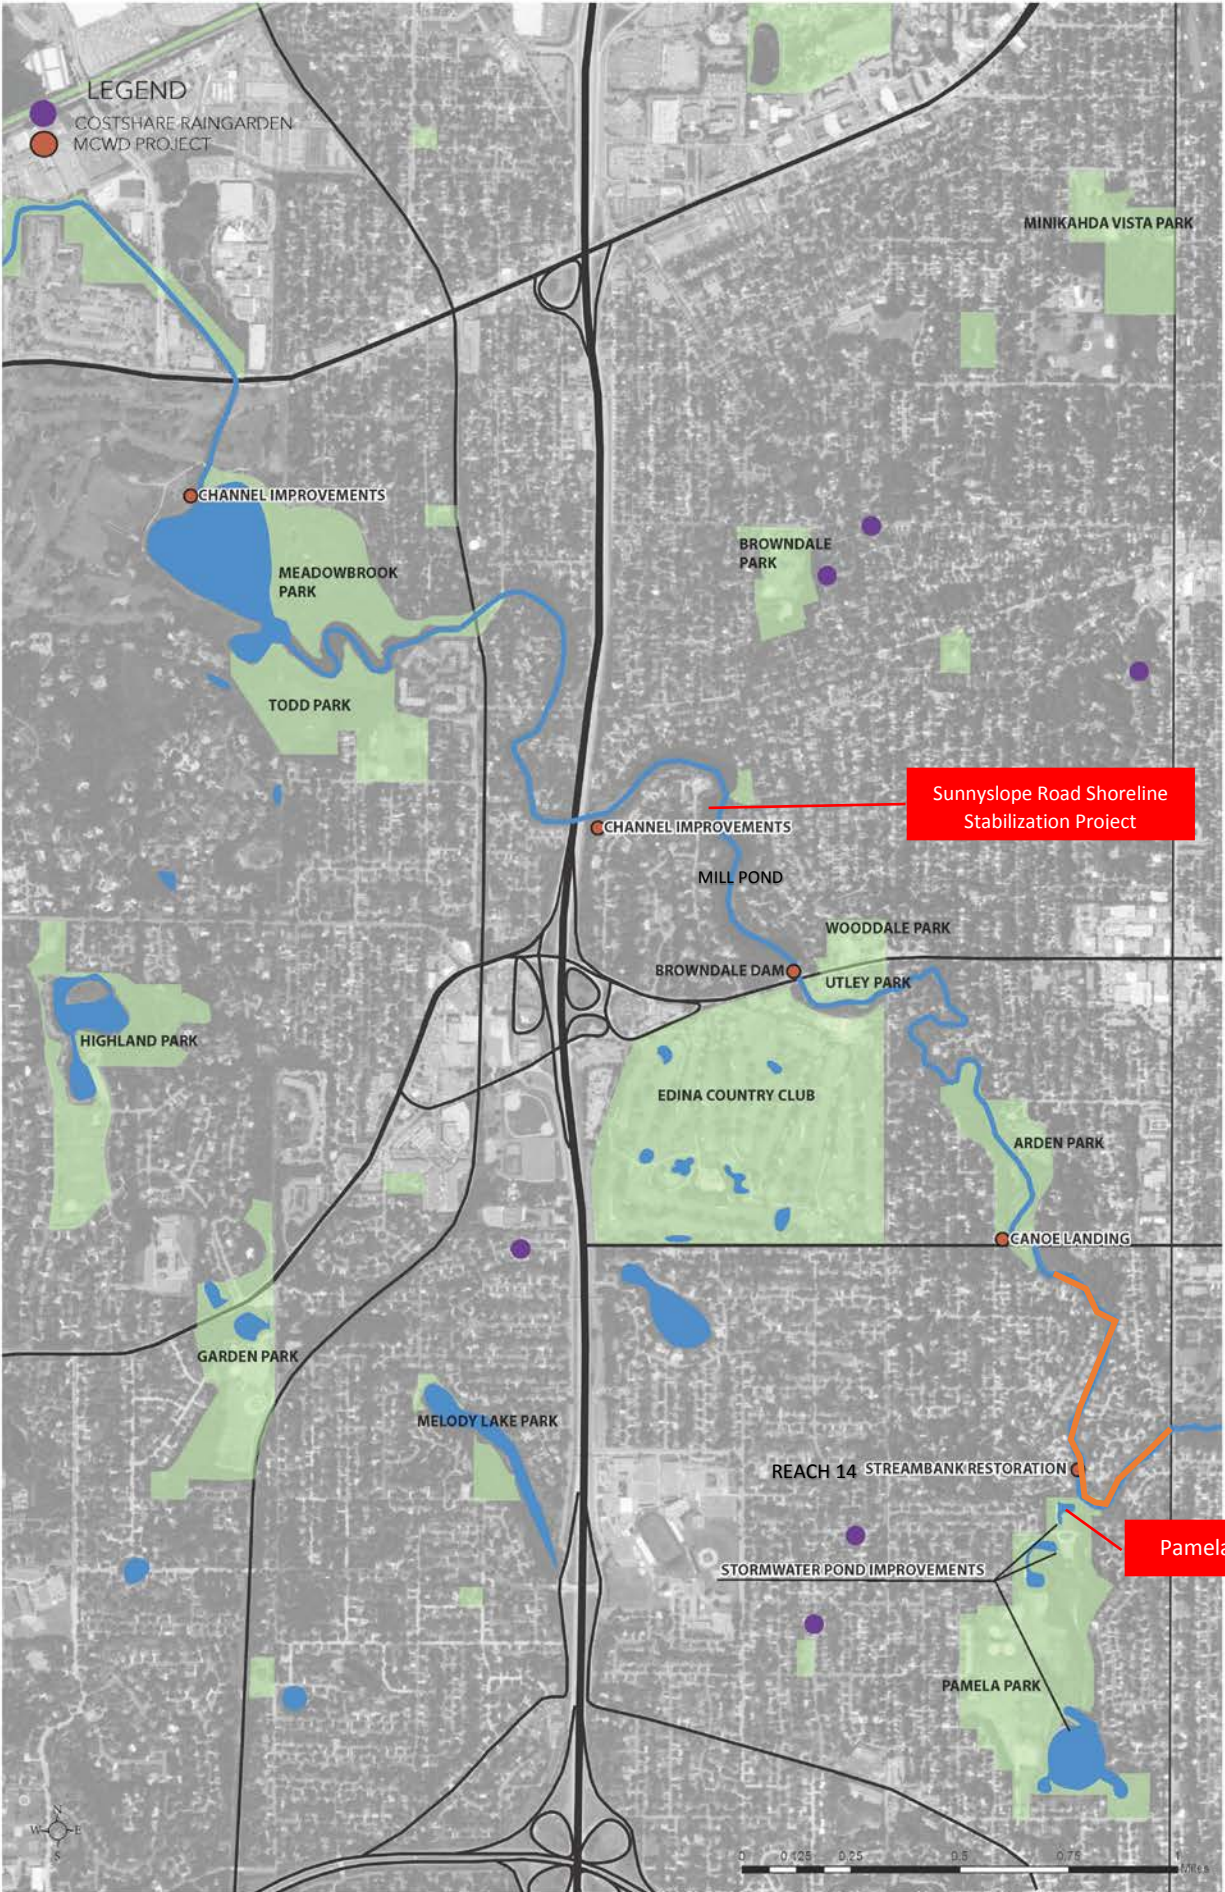 LEGEND
COSTSHARE RAINGARDEN
MCWD PROJECT
MINIKAHDA VISTA PARK
CHANNEL IMPROVEMENTS
BROWNDALE
PARK
MEADOWBROOK
PARK
TODD PARK
Sunnyslope Road Shoreline
Stabilization Project
CHANNEL IMPROVEMENTS
MILL POND
WOODDALE PARK
BROWNDALE DAM
UTLEY PARK
HIGHLAND PARK
EDINA COUNTRY CLUB
ARDEN PARK
CANOE LANDING
GARDEN PARK
MELODY LAKE PARK
REACH 14 STREAMBANK RESTORATION
Pamela
STORMWATER POND IMPROVEMENTS
PAMELA PARK
N
W E
S
0 0.125 0.25 0.5 0.75 1
Miles